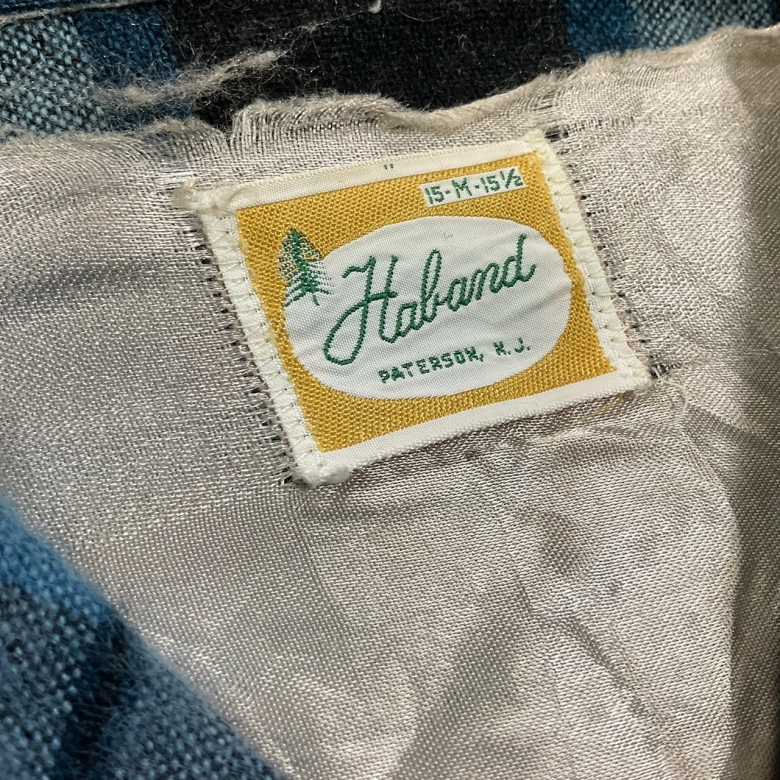 15-M-15½
Haband
PATERSON, N.J.